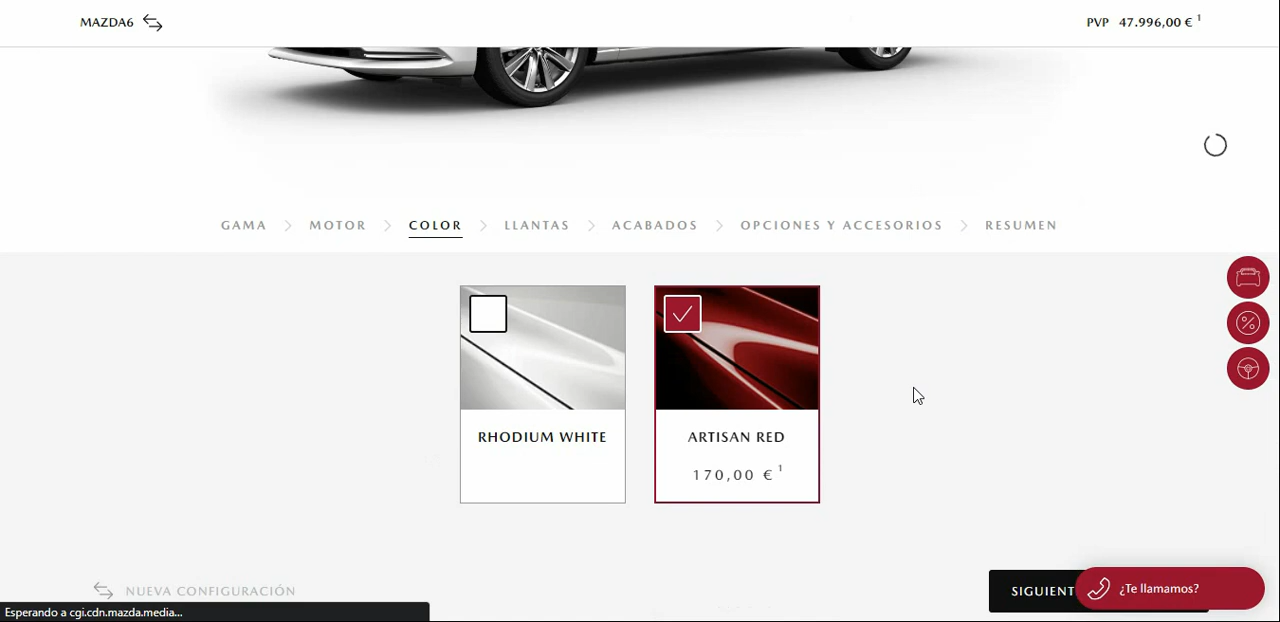 MAZDA6
PVP 47.996,00 € 1
GAMA
MOTOR
COLOR
LLANTAS
ACABADOS
OPCIONES Y ACCESORIOS
RESUMEN
RHODIUM WHITE
ARTISAN RED
170,00 € 1
NUEVA CONFIGURACIÓN
SIGUIENT
¿Te llamamos?
Esperando a cgi.cdn.mazda.media...